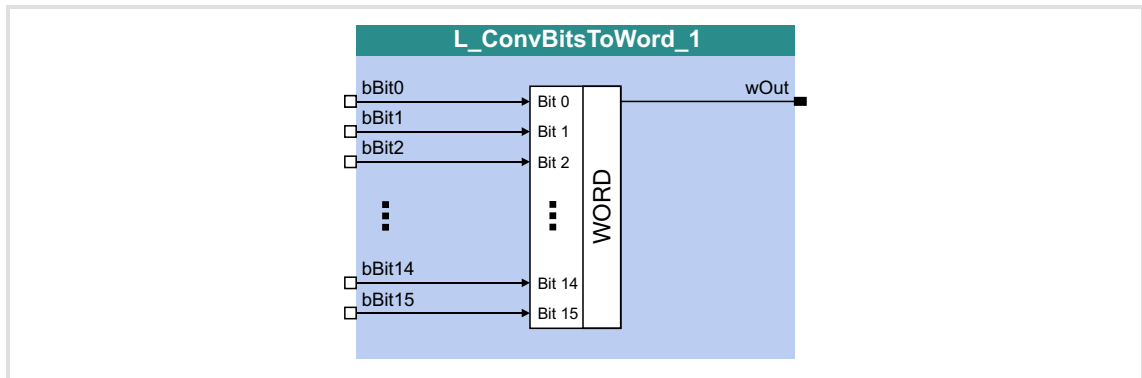 L_ConvBitsToWord_1
bBit0
wOut
Bit 0
bBit1
Bit 1
bBit2
Bit 2
WORD
bBit14
Bit 14
bBit15
Bit 15